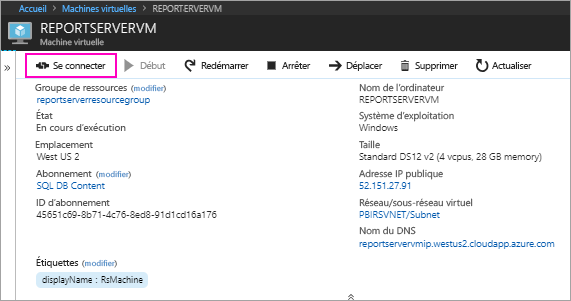 Accueil > Machines virtuelles > REPORTSERVERVM
REPORTSERVERVM
Machine virtuelle
» Se connecter Début Redémarrer Arrêter Déplacer Supprimer Actualiser
Groupe de ressources (modifier)
reportserverresourcegroup
État
En cours d'exécution
Emplacement
West US 2
Abonnement (modifier)
SQL DB Content
ID d'abonnement
45651c69-8b71-4c76-8ed8-91d1cd16a176
Nom de l'ordinateur
REPORTSERVERVM
Système d'exploitation
Windows
Taille
Standard DS12 v2 (4 vcpus, 28 GB memory)
Adresse IP publique
52.151.27.91
Réseau/sous-réseau virtuel
PBIRSVNET/Subnet
Nom du DNS
reportservervmip.westus2.cloudapp.azure.com
Étiquettes (modifier)
displayName : RsMachine